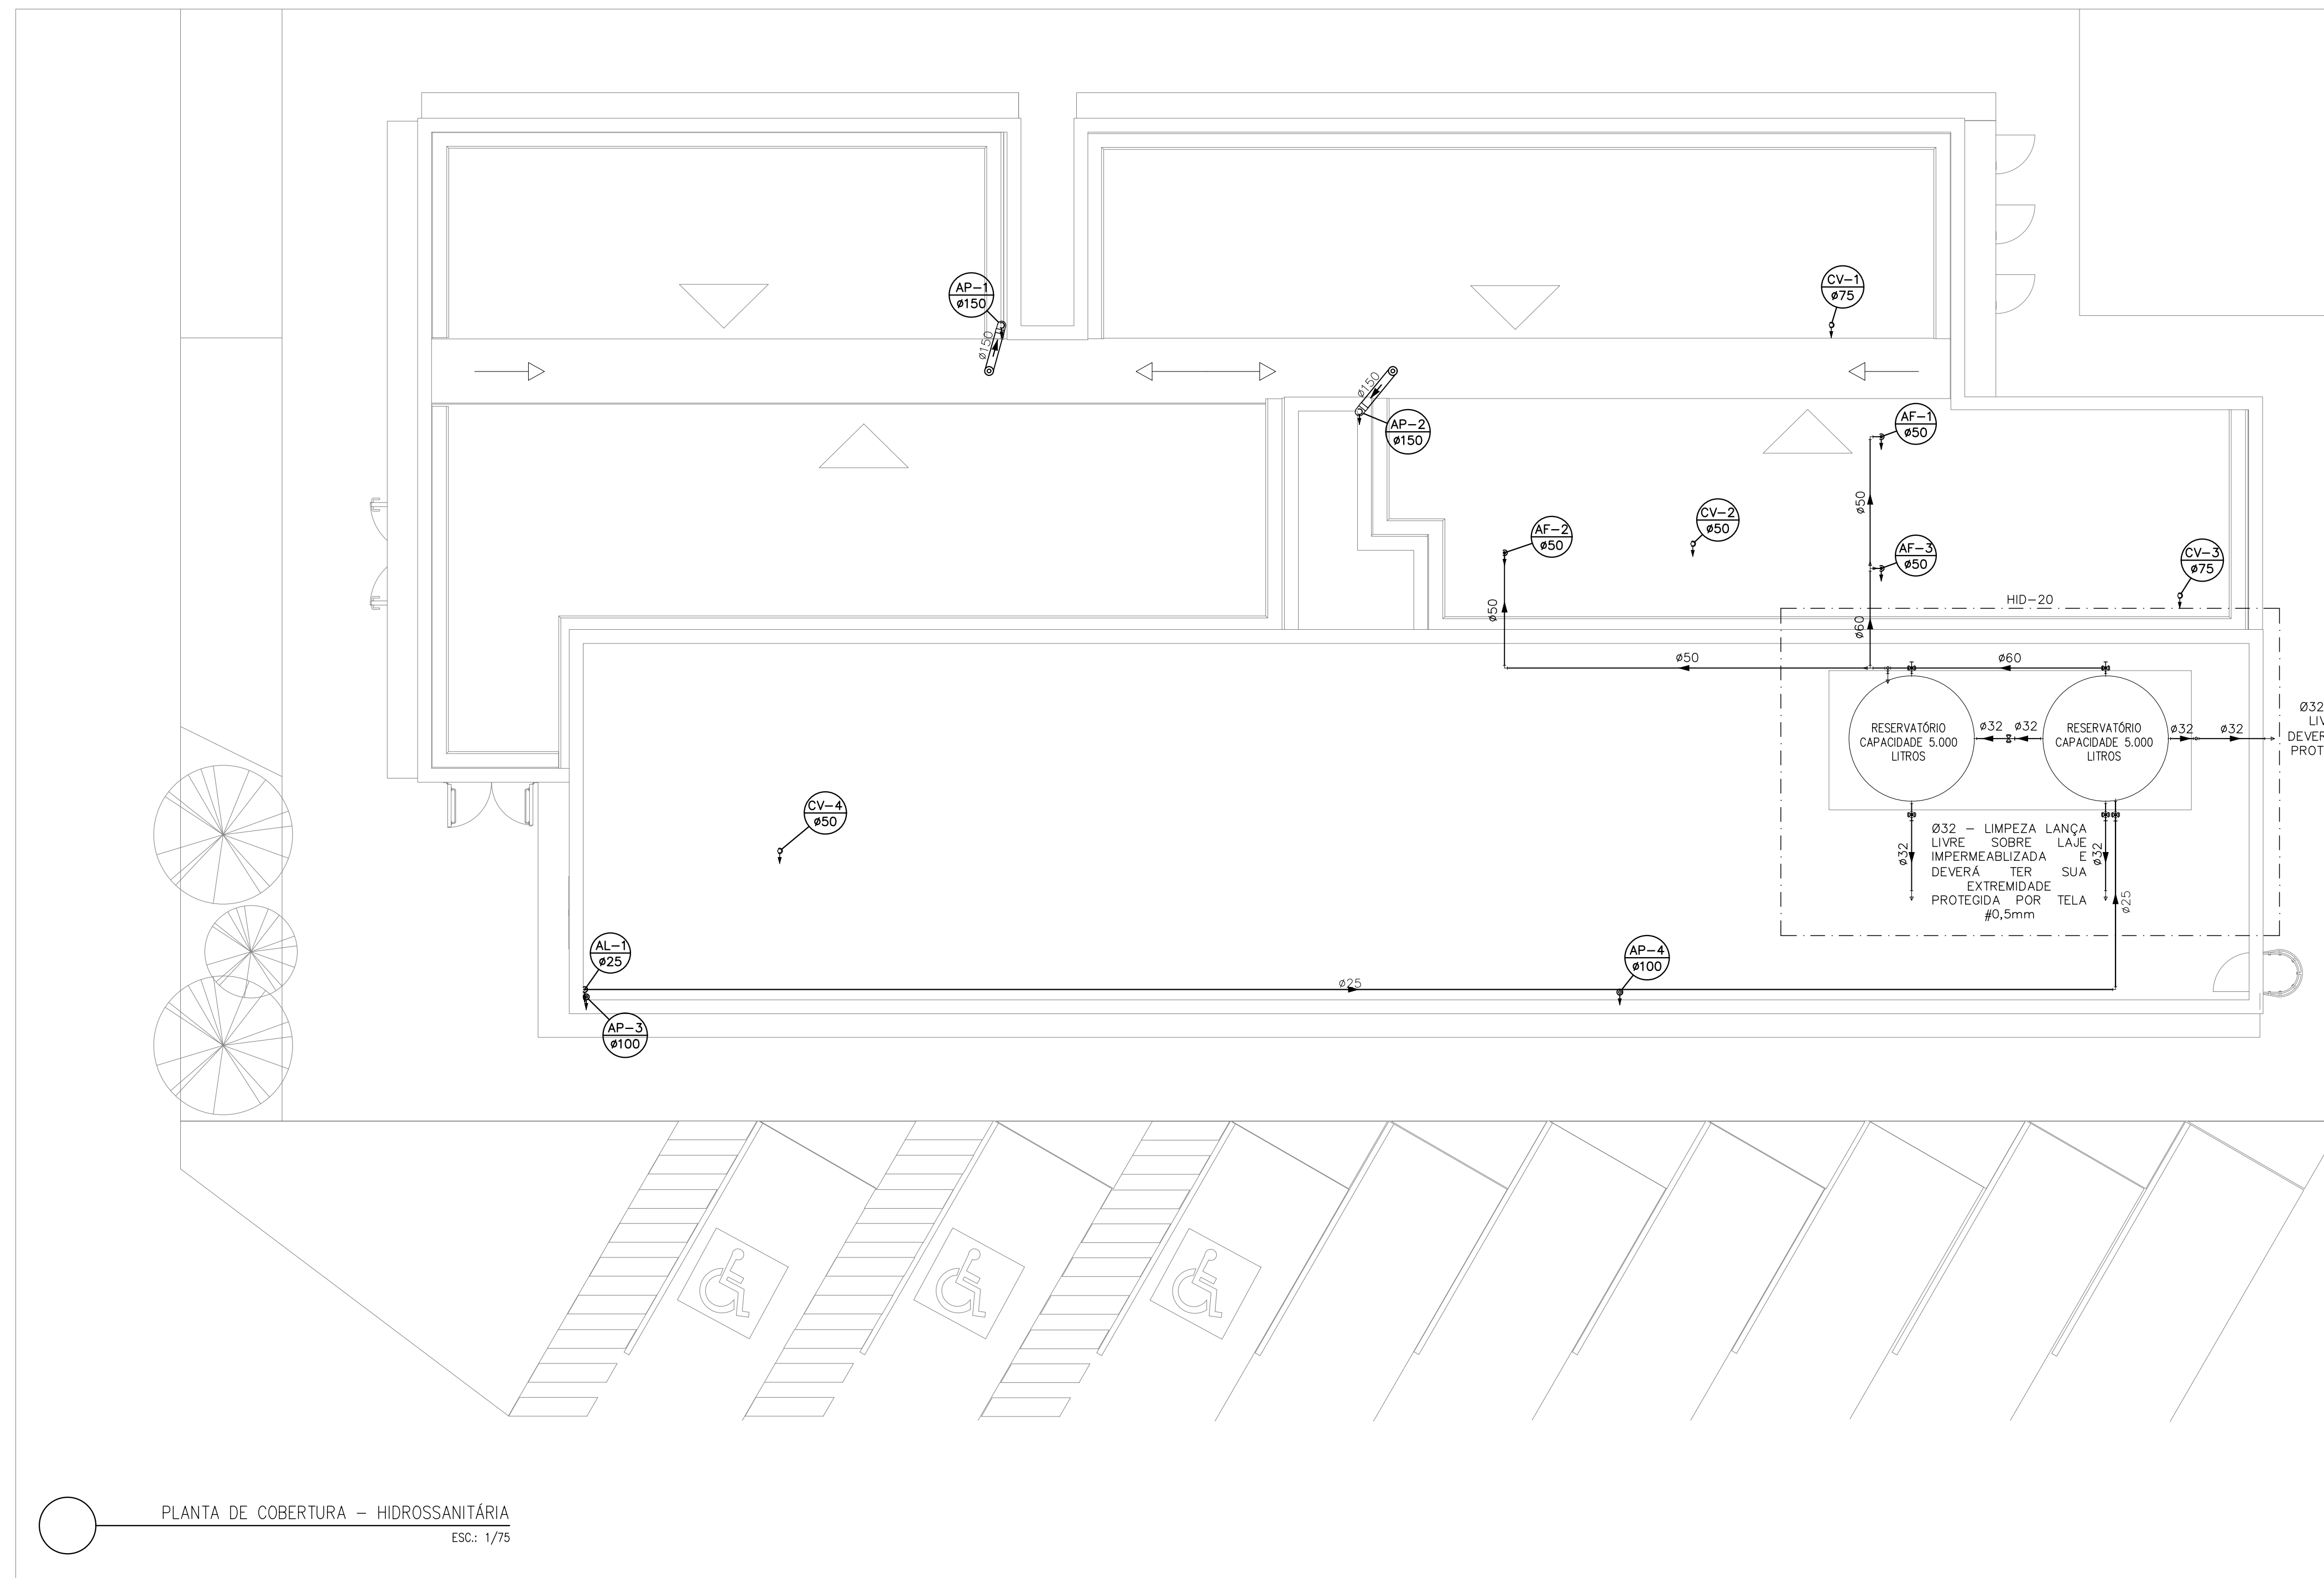 AP-1
ø150
ø150
CV-1
ø75
ø150
AP-2
ø150
AF-1
ø50
ø50
AF-2
ø50
CV-2
ø50
AF-3
ø50
CV-3
ø75
ø50
HID-20
ø60
ø50
ø60
RESERVATÓRIO
CAPACIDADE 5.000
LITROS
ø32
ø32
RESERVATÓRIO
CAPACIDADE 5.000
LITROS
ø32
ø32
Ø32
LIV
DEVER
PROT
CV-4
ø50
Ø32 - LIMPEZA LANÇA
LIVRE SOBRE LAJE
IMPERMEABLIZADA E
DEVERÁ TER SUA
EXTREMIDADE
PROTEGIDA POR TELA
#0,5mm
ø32
ø32
ø25
AL-1
ø25
AP-4
ø100
ø25
AP-3
ø100
PLANTA DE COBERTURA - HIDROSSANITÁRIA
ESC.: 1/75